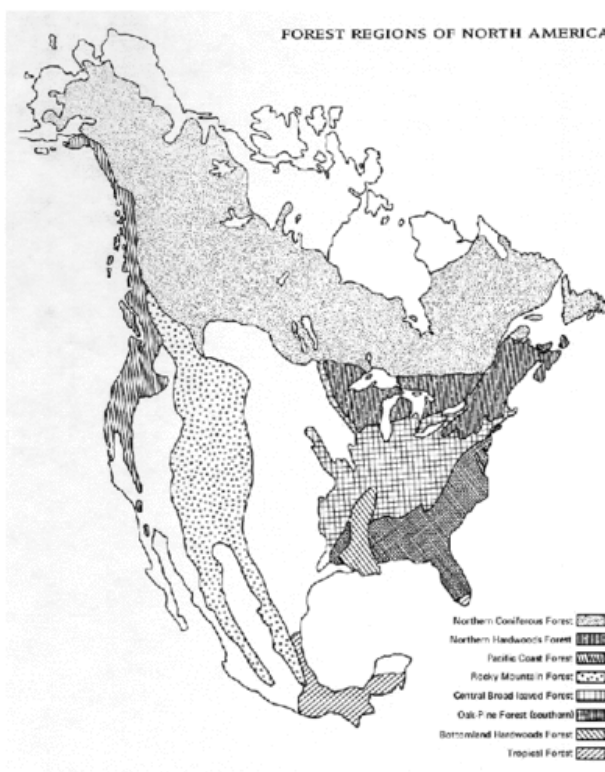 FOREST REGIONS OF NORTH AMERICA
Northern Coniferous Forest
Northern Hardwoods Forest
Pacific Coast Forest
Rocky Mountain Forest
Central Broad leaved Forest
Oak-Pine Forest (southern)
Bottomland Hardwoods Forest
Tropical Forest